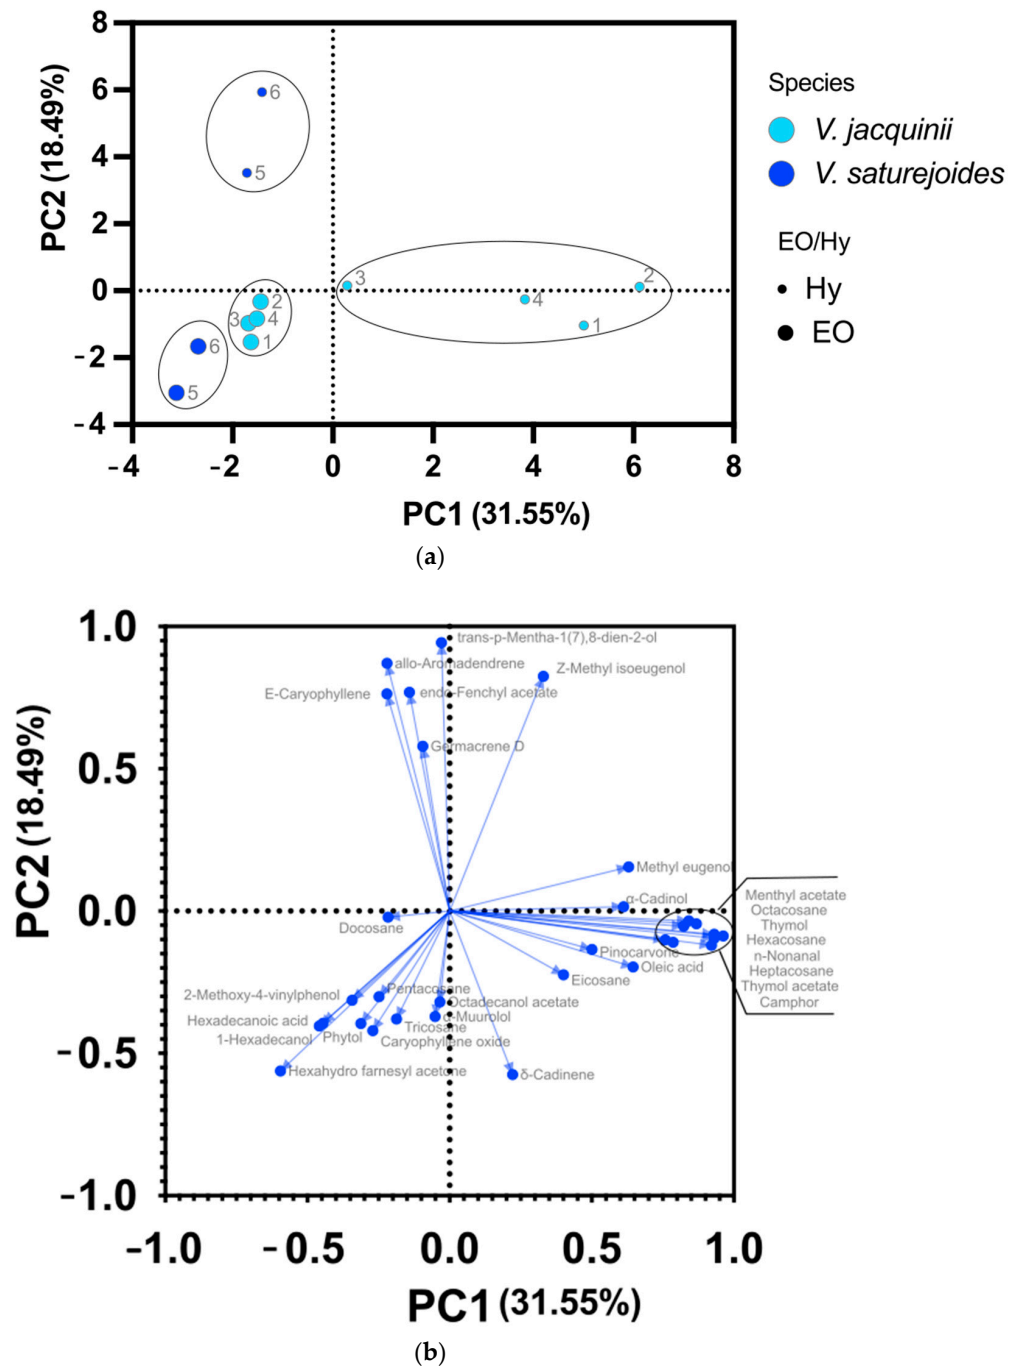 8
6
4
2
0
-2
-4
PC2 (18.49%)
6
5
3
2
4
1
2
3
4
1
6
5
-4
-2
0
2
4
6
8
PC1 (31.55%)
Species
V. jacquinii
V. saturejoides
EO/Hy
Hy
EO
(a)
1.0
0.5
0.0
-0.5
-1.0
PC2 (18.49%)
trans-p-Mentha-1(7),8-dien-2-ol
allo-Aromadendrene
Z-Methyl isoeugenol
E-Caryophyllene
endo-Fenchyl acetate
Germacrene D
Methyl eugenol
α-Cadinol
Docosane
Pinocarvone
Oleic acid
Eicosane
Menthyl acetate
Octacosane
Thymol
Hexacosane
n-Nonanal
Heptacosane
Thymol acetate
Camphor
Pentacosane
2-Methoxy-4-vinylphenol
Octadecanol acetate
Hexadecanoic acid
α-Muurolol
Tricosane
1-Hexadecanol
Phytol
Caryophyllene oxide
Hexahydro farnesyl acetone
δ-Cadinene
-1.0
-0.5
0.0
0.5
1.0
PC1 (31.55%)
(b)